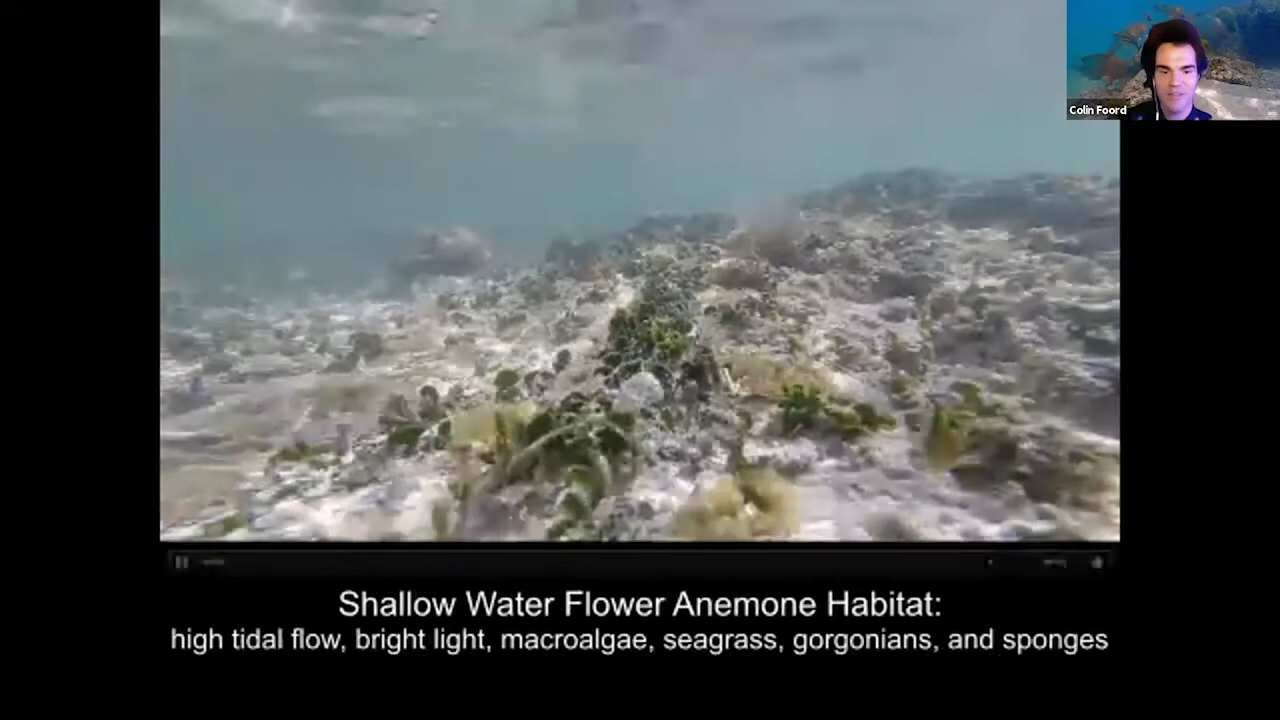 Colin Foord
Shallow Water Flower Anemone Habitat:
high tidal flow, bright light, macroalgae, seagrass, gorgonians, and sponges